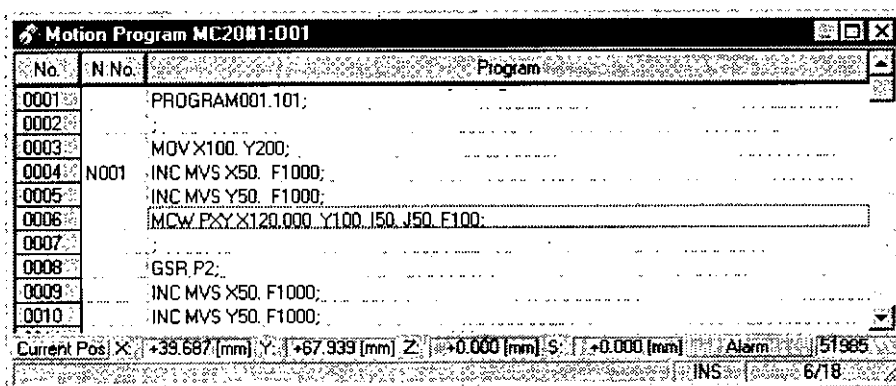 Motion Program MC20#1:001
No. N No. Program
0001 PROGRAM001.101;
0002 ;
0003 MOV X100. Y200;
0004 N001 INC MVS X50. F1000;
0005 INC MVS Y50. F1000;
0006 MCW PXY X120.000 Y100. I50. J50. F100;
0007 ;
0008 GSR P2;
0009 INC MVS X50. F1000;
0010 INC MVS Y50. F1000;
Current Pos X: +39.687 [mm] Y: +67.939 [mm] Z: +0.000 [mm] S: +0.000 [mm] Alarm 51965
INS 6/18